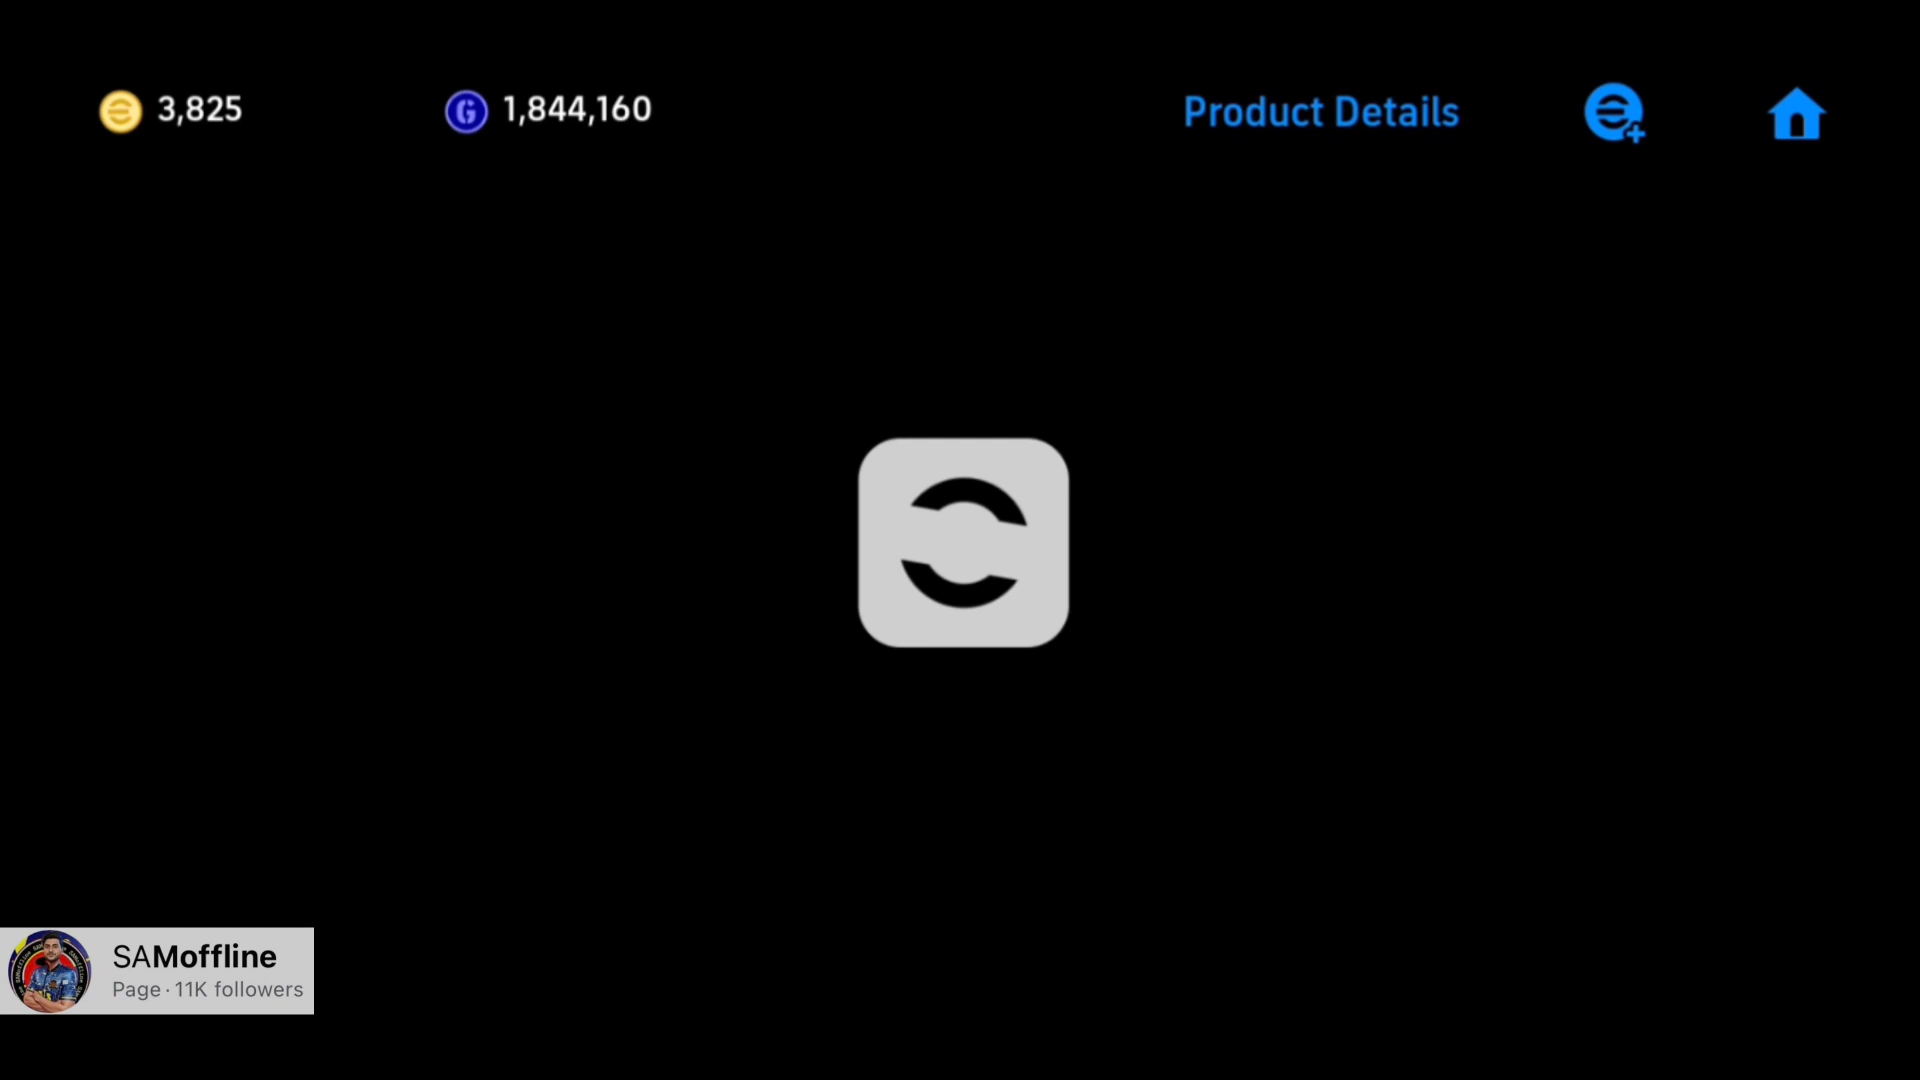 3,825
1,844,160
Product Details
SAMoffline
Page · 11K followers